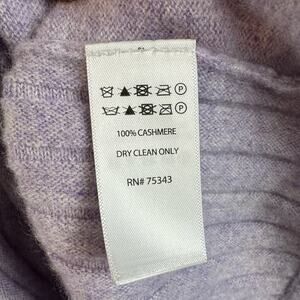 100% CASHMERE
DRY CLEAN ONLY
RN# 75343